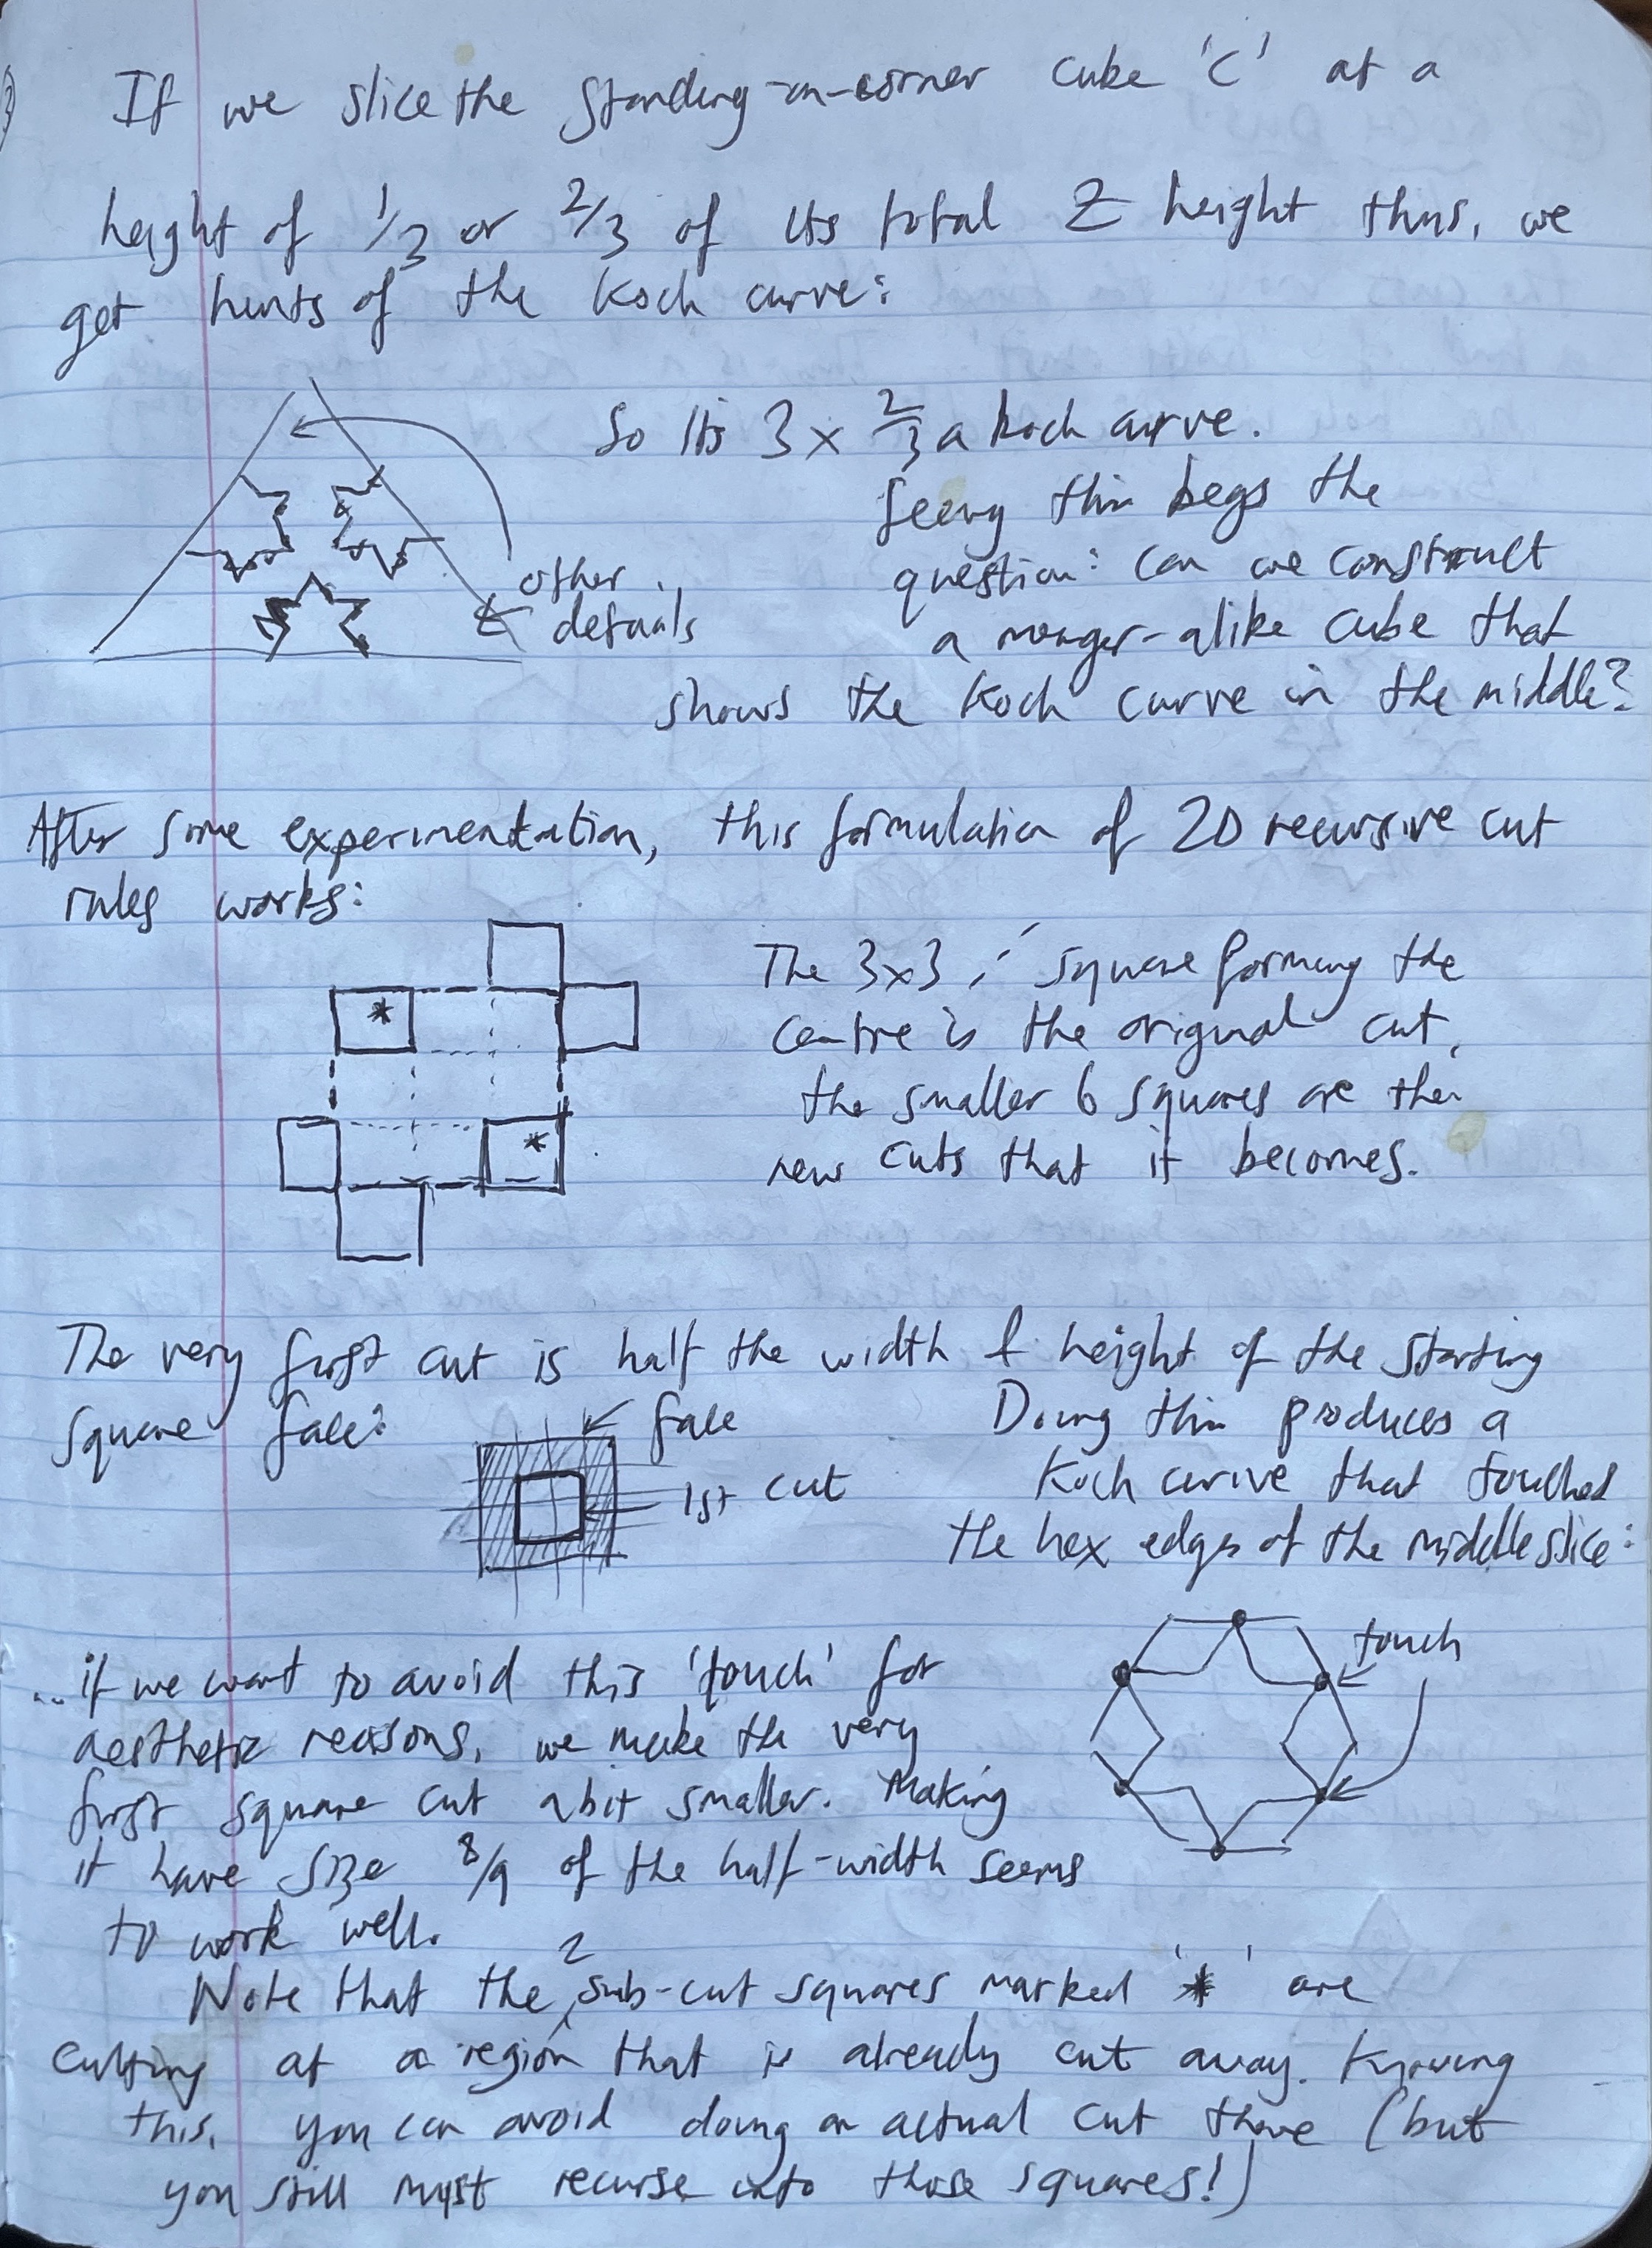 3)
If we slice the standing-on-corner cube 'C' at a
height of 1/3 or 2/3 of its total Z height thus, we
get hints of the Koch curve:
So its 3 x 2/3 a Koch curve.
Seeing this begs the
question: can we construct
a menger-alike cube that
shows the Koch curve in the middle?
other
details
After some experimentation, this formulation of 2D recursive cut
rules works:
*
*
The 3x3 square forming the
centre is the original cut,
the smaller 6 squares are the
new cuts that it becomes.
The very first cut is half the width & height of the starting
square face:
face
1st cut
Doing this produces a
Koch curve that touches
the hex edges of the middle slice:
touch
...if we want to avoid this 'touch' for
aesthetic reasons, we make the very
first square cut a bit smaller. Making
it have size 8/9 of the half-width seems
to work well.
Note that the 2 sub-cut squares marked '*' are
cutting at a region that is already cut away. Knowing
this, you can avoid doing an actual cut there (but
you still must recurse into those squares!)